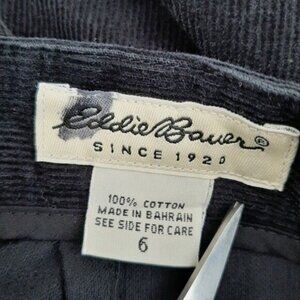 Eddie Bauer®
SINCE 1920
100% COTTON
MADE IN BAHRAIN
SEE SIDE FOR CARE
6